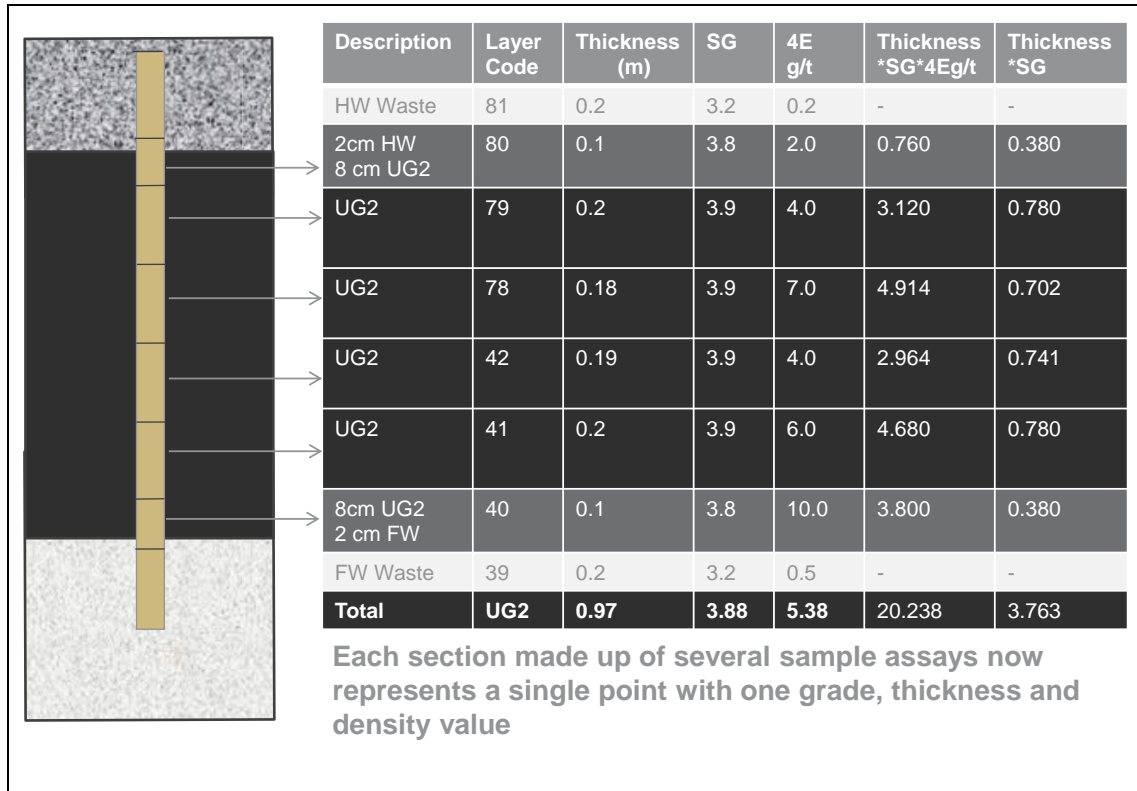 Description Layer Code Thickness (m) SG 4E g/t Thickness *SG*4Eg/t Thickness *SG
HW Waste 81 0.2 3.2 0.2 - -
2cm HW 8 cm UG2 80 0.1 3.8 2.0 0.760 0.380
UG2 79 0.2 3.9 4.0 3.120 0.780
UG2 78 0.18 3.9 7.0 4.914 0.702
UG2 42 0.19 3.9 4.0 2.964 0.741
UG2 41 0.2 3.9 6.0 4.680 0.780
8cm UG2 2 cm FW 40 0.1 3.8 10.0 3.800 0.380
FW Waste 39 0.2 3.2 0.5 - -
Total UG2 0.97 3.88 5.38 20.238 3.763
Each section made up of several sample assays now
represents a single point with one grade, thickness and
density value